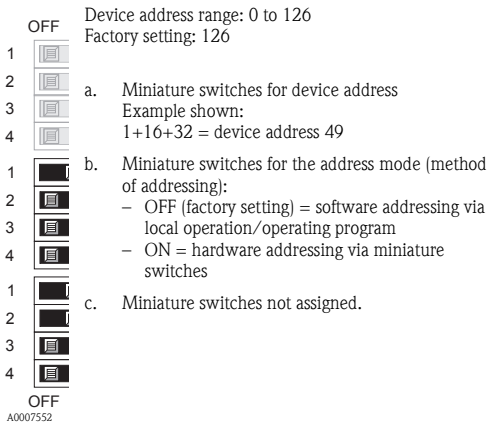 OFF
1
2
3
4
1
2
3
4
1
2
3
4
OFF
A0007552
Device address range: 0 to 126
Factory setting: 126
a. Miniature switches for device address
Example shown:
1+16+32 = device address 49
b. Miniature switches for the address mode (method
of addressing):
– OFF (factory setting) = software addressing via
local operation/operating program
– ON = hardware addressing via miniature
switches
c. Miniature switches not assigned.